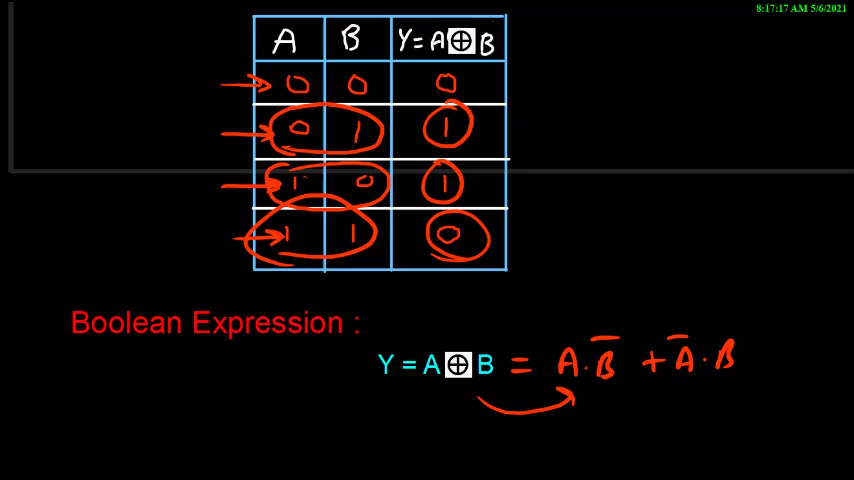 8:17:17 AM 5/6/2021
A B Y=A⊕B
0 0 0
0 1 1
1 0 1
1 1 0
Boolean Expression :
Y = A ⊕ B = A·B̅ + A̅·B